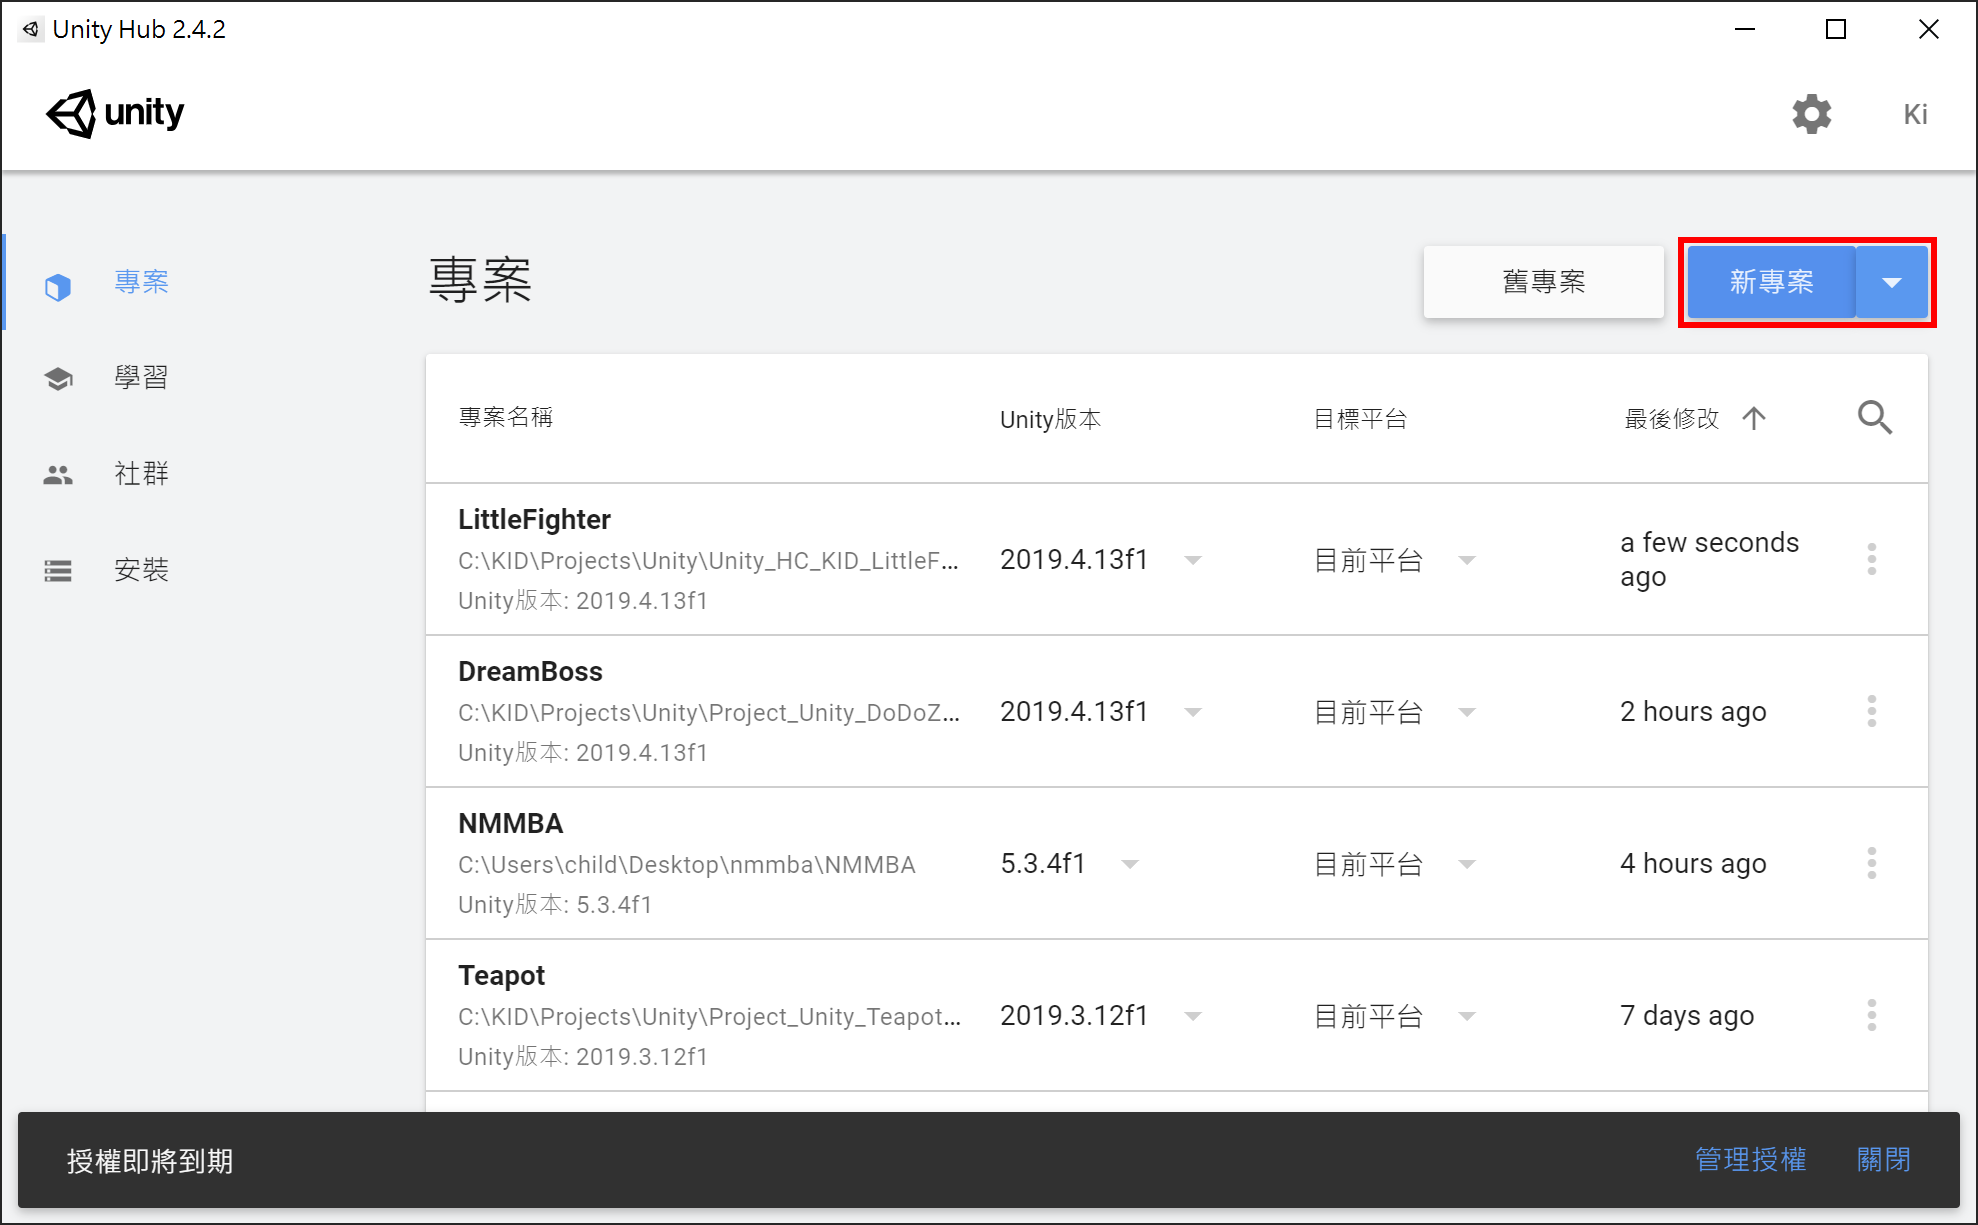 Unity Hub 2.4.2
unity
Ki
專案
學習
社群
安裝
專案
舊專案
新專案
專案名稱
Unity版本
目標平台
最後修改
LittleFighter
C:\KID\Projects\Unity\Unity_HC_KID_LittleF...
Unity版本: 2019.4.13f1
2019.4.13f1
目前平台
a few seconds
ago
DreamBoss
C:\KID\Projects\Unity\Project_Unity_DoDoZ...
Unity版本: 2019.4.13f1
2019.4.13f1
目前平台
2 hours ago
NMMBA
C:\Users\child\Desktop\nmmba\NMMBA
Unity版本: 5.3.4f1
5.3.4f1
目前平台
4 hours ago
Teapot
C:\KID\Projects\Unity\Project_Unity_Teapot...
Unity版本: 2019.3.12f1
2019.3.12f1
目前平台
7 days ago
授權即將到期
管理授權
關閉